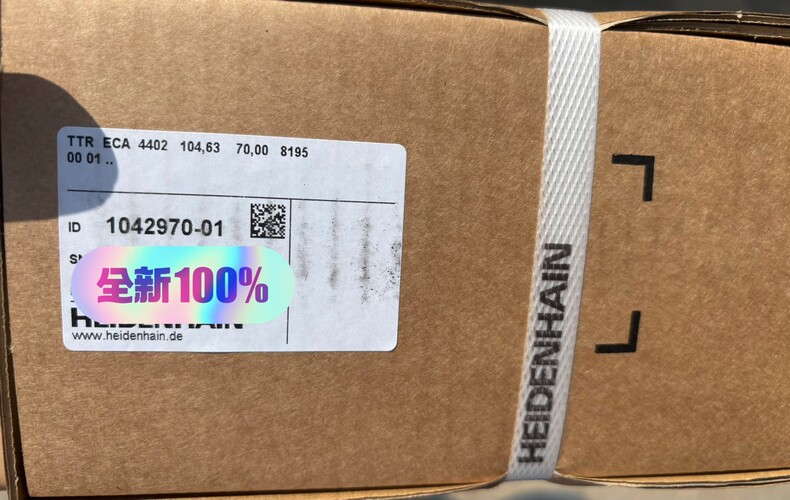 TTR ECA 4402 104,63 70,00 8195
00 01 ..
ID 1042970-01
SN
全新100%
HEIDENHAIN
www.heidenhain.de
HEIDENHAIN